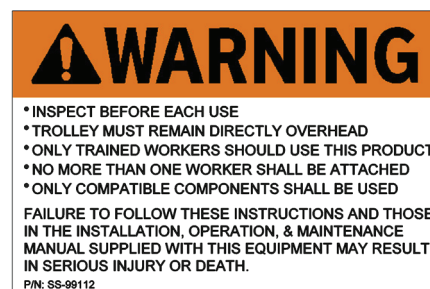 WARNING
• INSPECT BEFORE EACH USE
• TROLLEY MUST REMAIN DIRECTLY OVERHEAD
• ONLY TRAINED WORKERS SHOULD USE THIS PRODUCT
• NO MORE THAN ONE WORKER SHALL BE ATTACHED
• ONLY COMPATIBLE COMPONENTS SHALL BE USED
FAILURE TO FOLLOW THESE INSTRUCTIONS AND THOSE
IN THE INSTALLATION, OPERATION, & MAINTENANCE
MANUAL SUPPLIED WITH THIS EQUIPMENT MAY RESULT
IN SERIOUS INJURY OR DEATH.
P/N: SS-99112